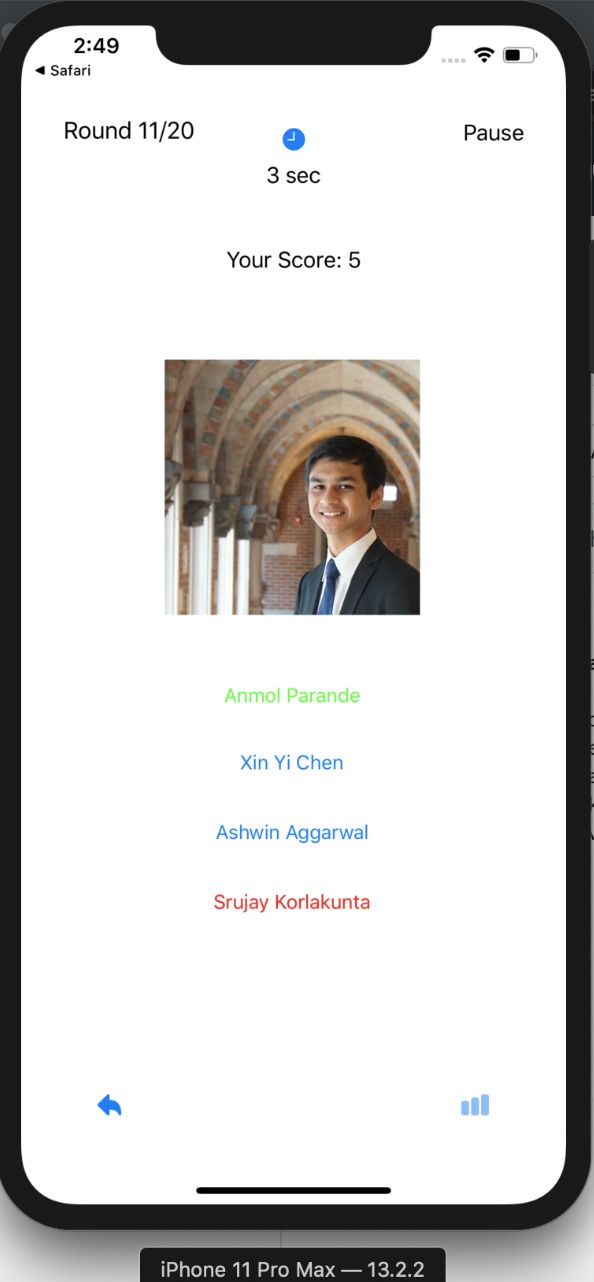 2:49
◀ Safari
Round 11/20
Pause
3 sec
Your Score: 5
Anmol Parande
Xin Yi Chen
Ashwin Aggarwal
Srujay Korlakunta
iPhone 11 Pro Max — 13.2.2